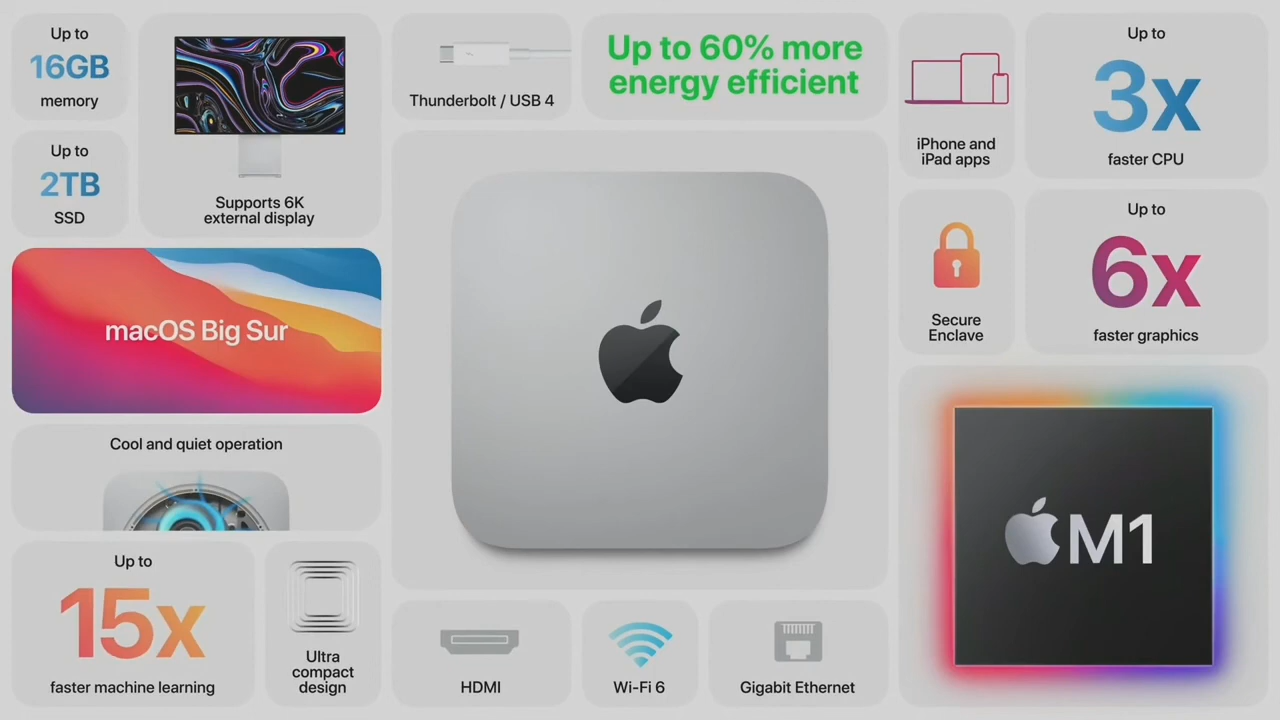 Up to
16GB
memory
Up to
2TB
SSD
Supports 6K
external display
macOS Big Sur
Cool and quiet operation
Up to
15x
faster machine learning
Ultra
compact
design
Thunderbolt / USB 4
Up to 60% more
energy efficient
HDMI
Wi-Fi 6
Gigabit Ethernet
iPhone and
iPad apps
Up to
3x
faster CPU
Secure
Enclave
Up to
6x
faster graphics
M1